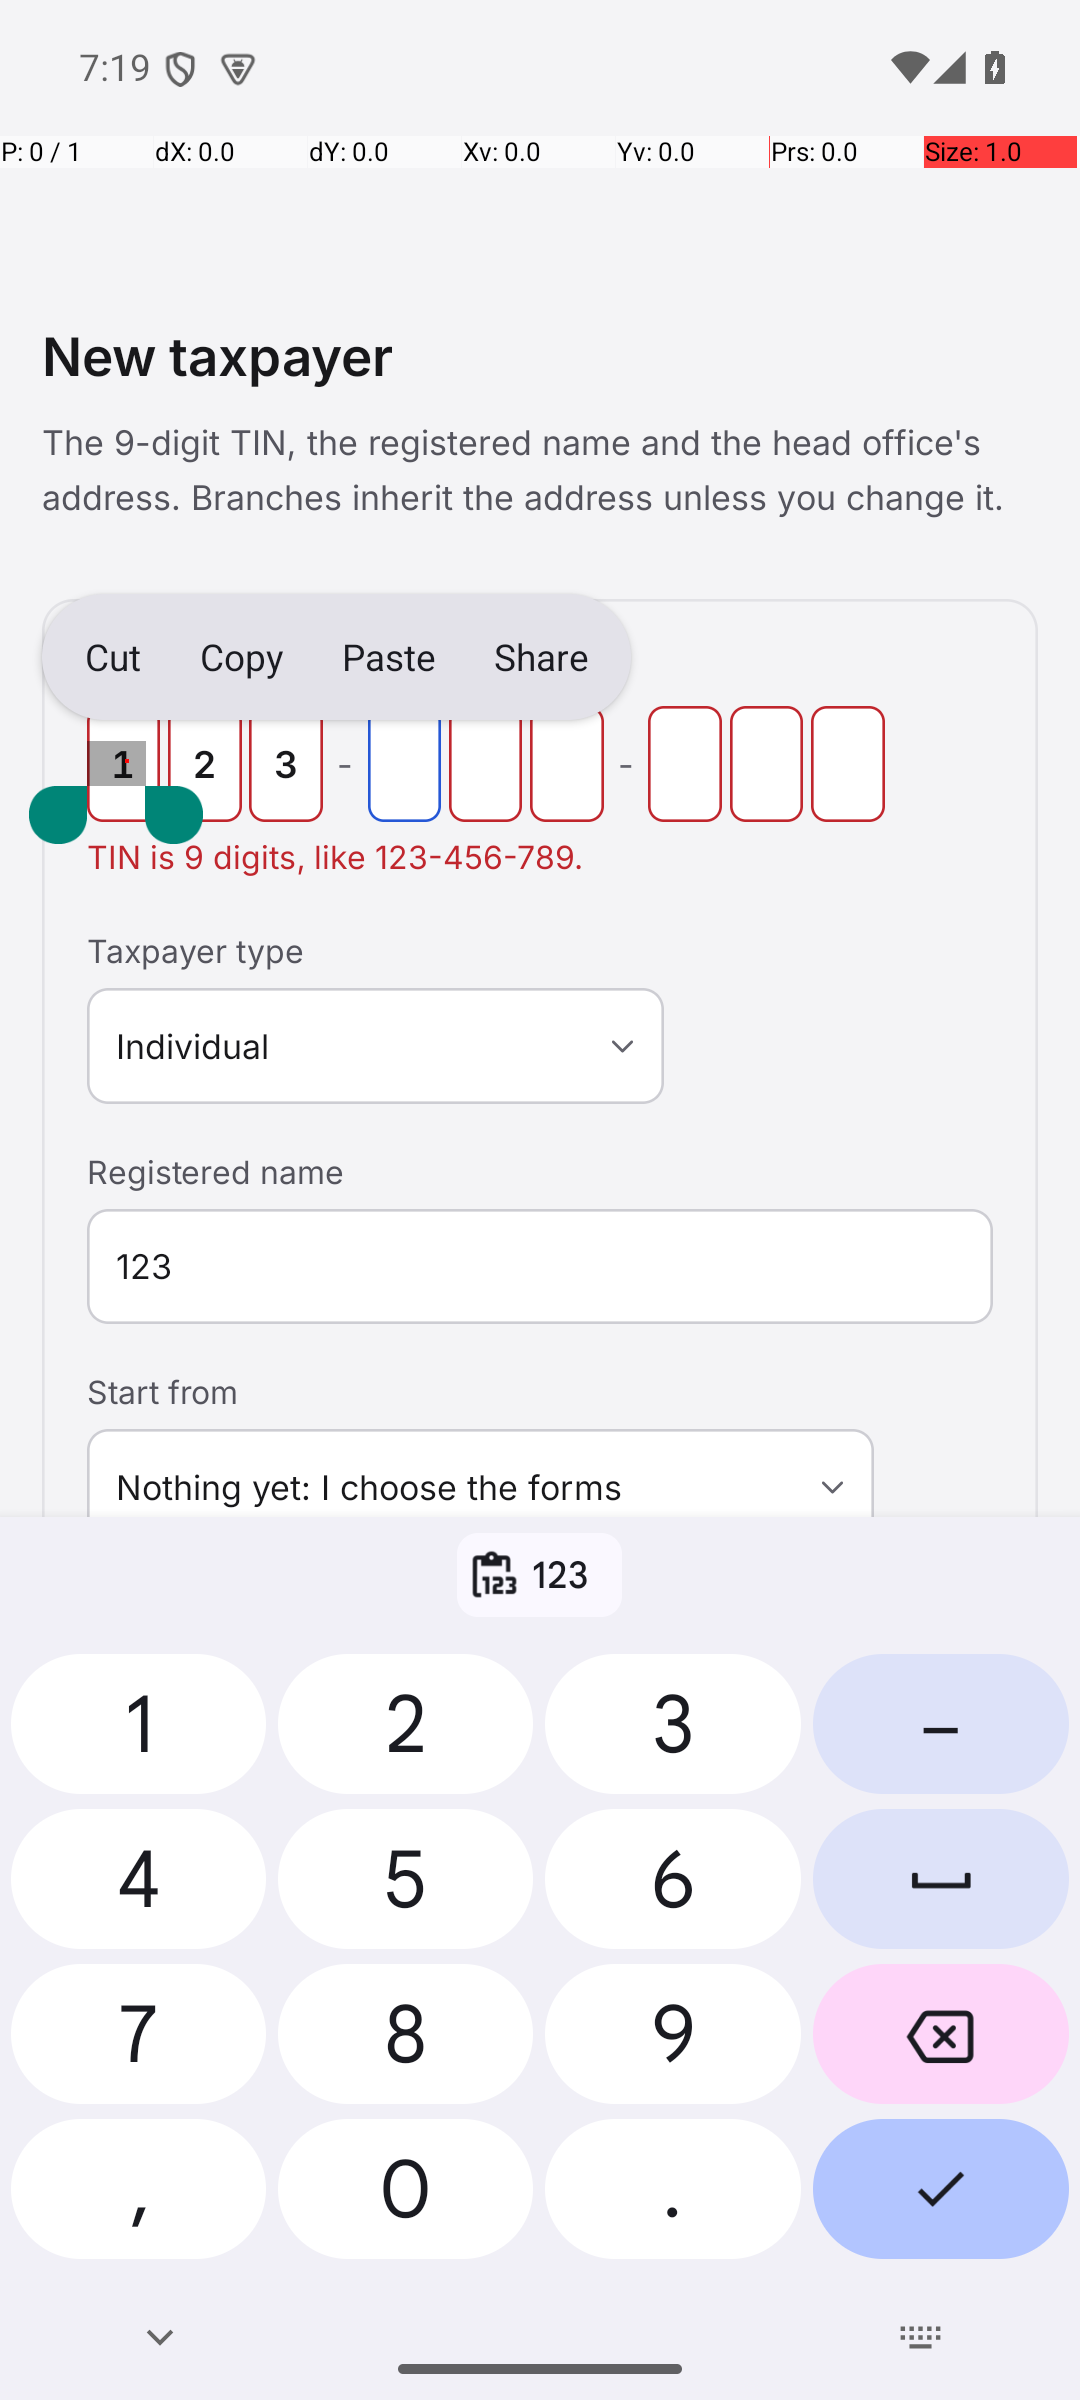 7:19
P: 0 / 1 dX: 0.0 dY: 0.0 Xv: 0.0 Yv: 0.0 Prs: 0.0 Size: 1.0
New taxpayer
The 9-digit TIN, the registered name and the head office's
address. Branches inherit the address unless you change it.
Cut Copy Paste Share
1 2 3 - -
TIN is 9 digits, like 123-456-789.
Taxpayer type
Individual
Registered name
123
Start from
Nothing yet: I choose the forms
123 123
1 2 3 –
4 5 6
7 8 9
, 0 .